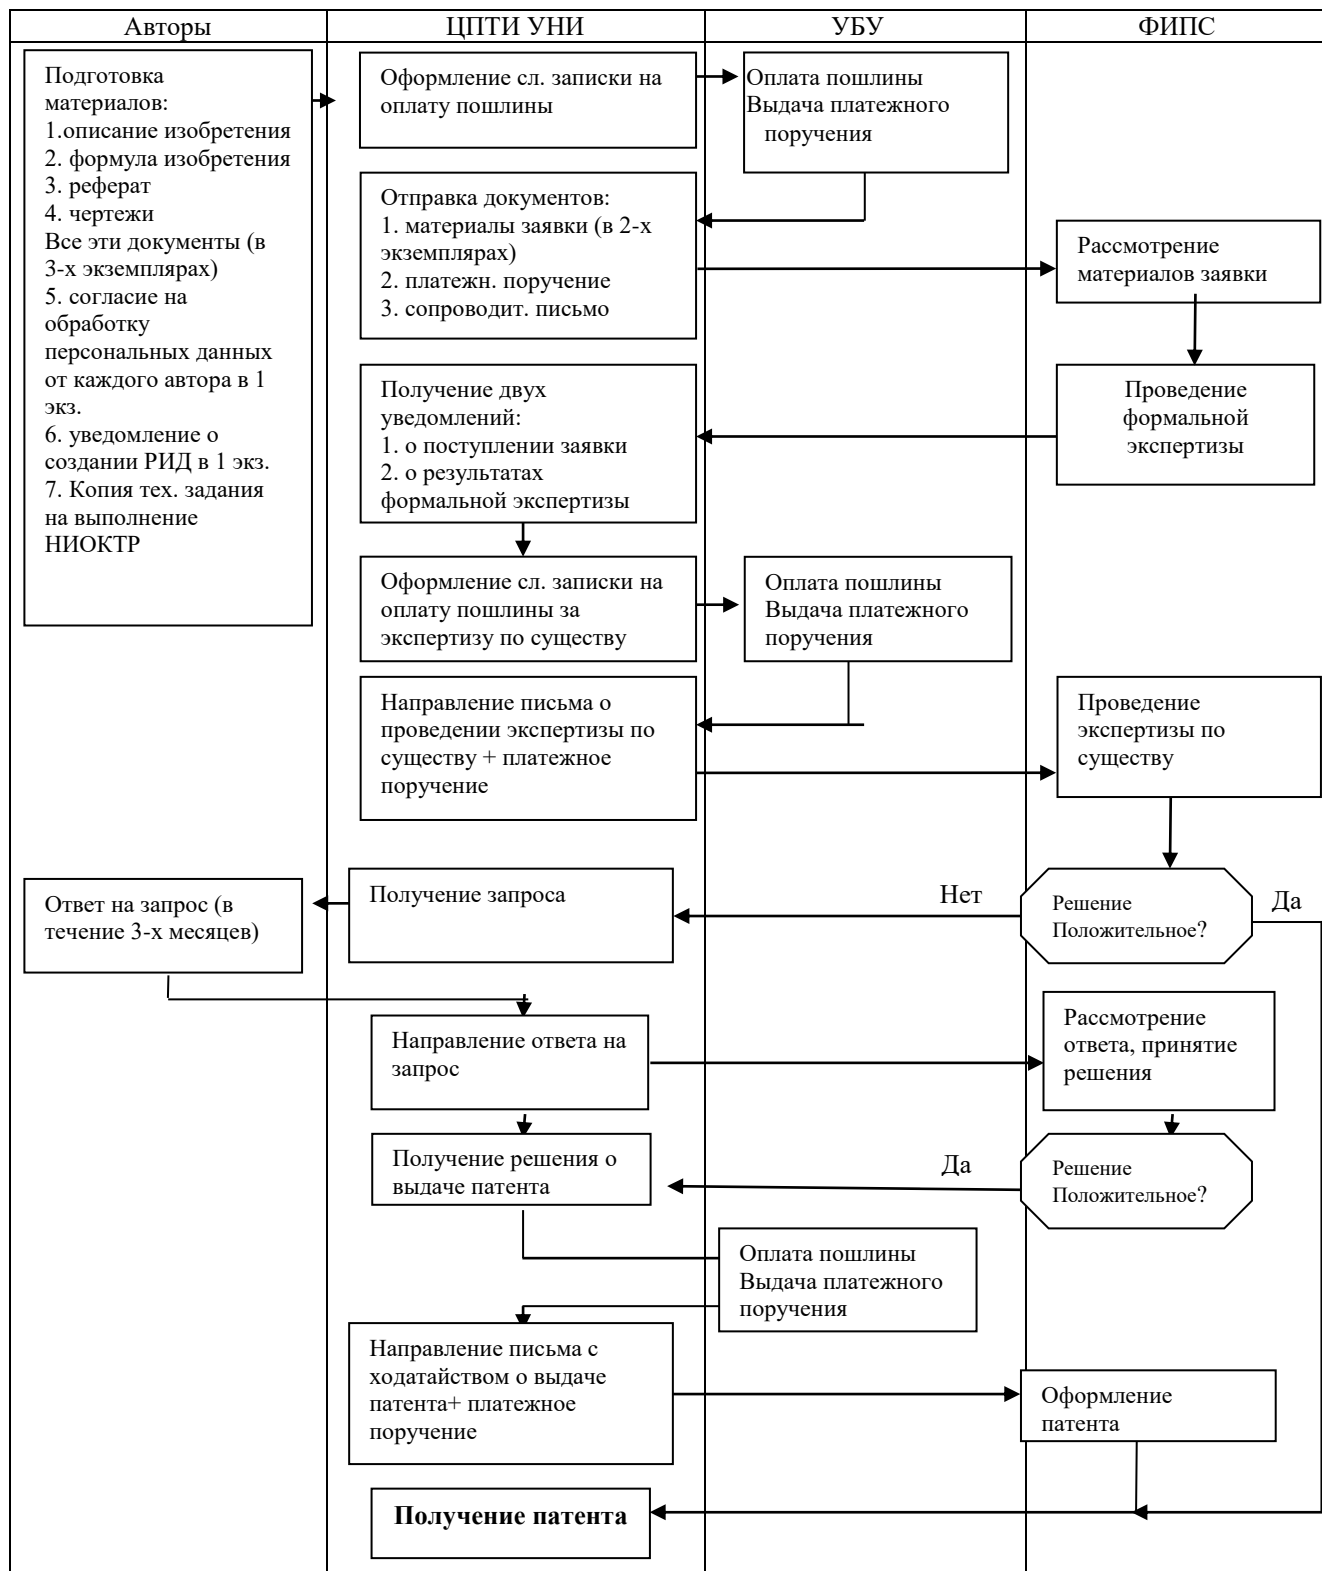 Авторы
ЦПТИ УНИ
УБУ
ФИПС
Подготовка
материалов:
1.описание изобретения
2. формула изобретения
3. реферат
4. чертежи
Все эти документы (в
3-х экземплярах)
5. согласие на
обработку
персональных данных
от каждого автора в 1
экз.
6. уведомление о
создании РИД в 1 экз.
7. Копия тех. задания
на выполнение
НИОКТР
Оформление сл. записки на
оплату пошлины
Оплата пошлины
Выдача платежного
поручения
Отправка документов:
1. материалы заявки (в 2-х
экземплярах)
2. платежн. поручение
3. сопроводит. письмо
Рассмотрение
материалов заявки
Проведение
формальной
экспертизы
Получение двух
уведомлений:
1. о поступлении заявки
2. о результатах
формальной экспертизы
Оформление сл. записки на
оплату пошлины за
экспертизу по существу
Оплата пошлины
Выдача платежного
поручения
Направление письма о
проведении экспертизы по
существу + платежное
поручение
Проведение
экспертизы по
существу
Решение
Положительное?
Да
Нет
Получение запроса
Ответ на запрос (в
течение 3-х месяцев)
Направление ответа на
запрос
Рассмотрение
ответа, принятие
решения
Решение
Положительное?
Да
Получение решения о
выдаче патента
Оплата пошлины
Выдача платежного
поручения
Направление письма с
ходатайством о выдаче
патента+ платежное
поручение
Оформление
патента
Получение патента